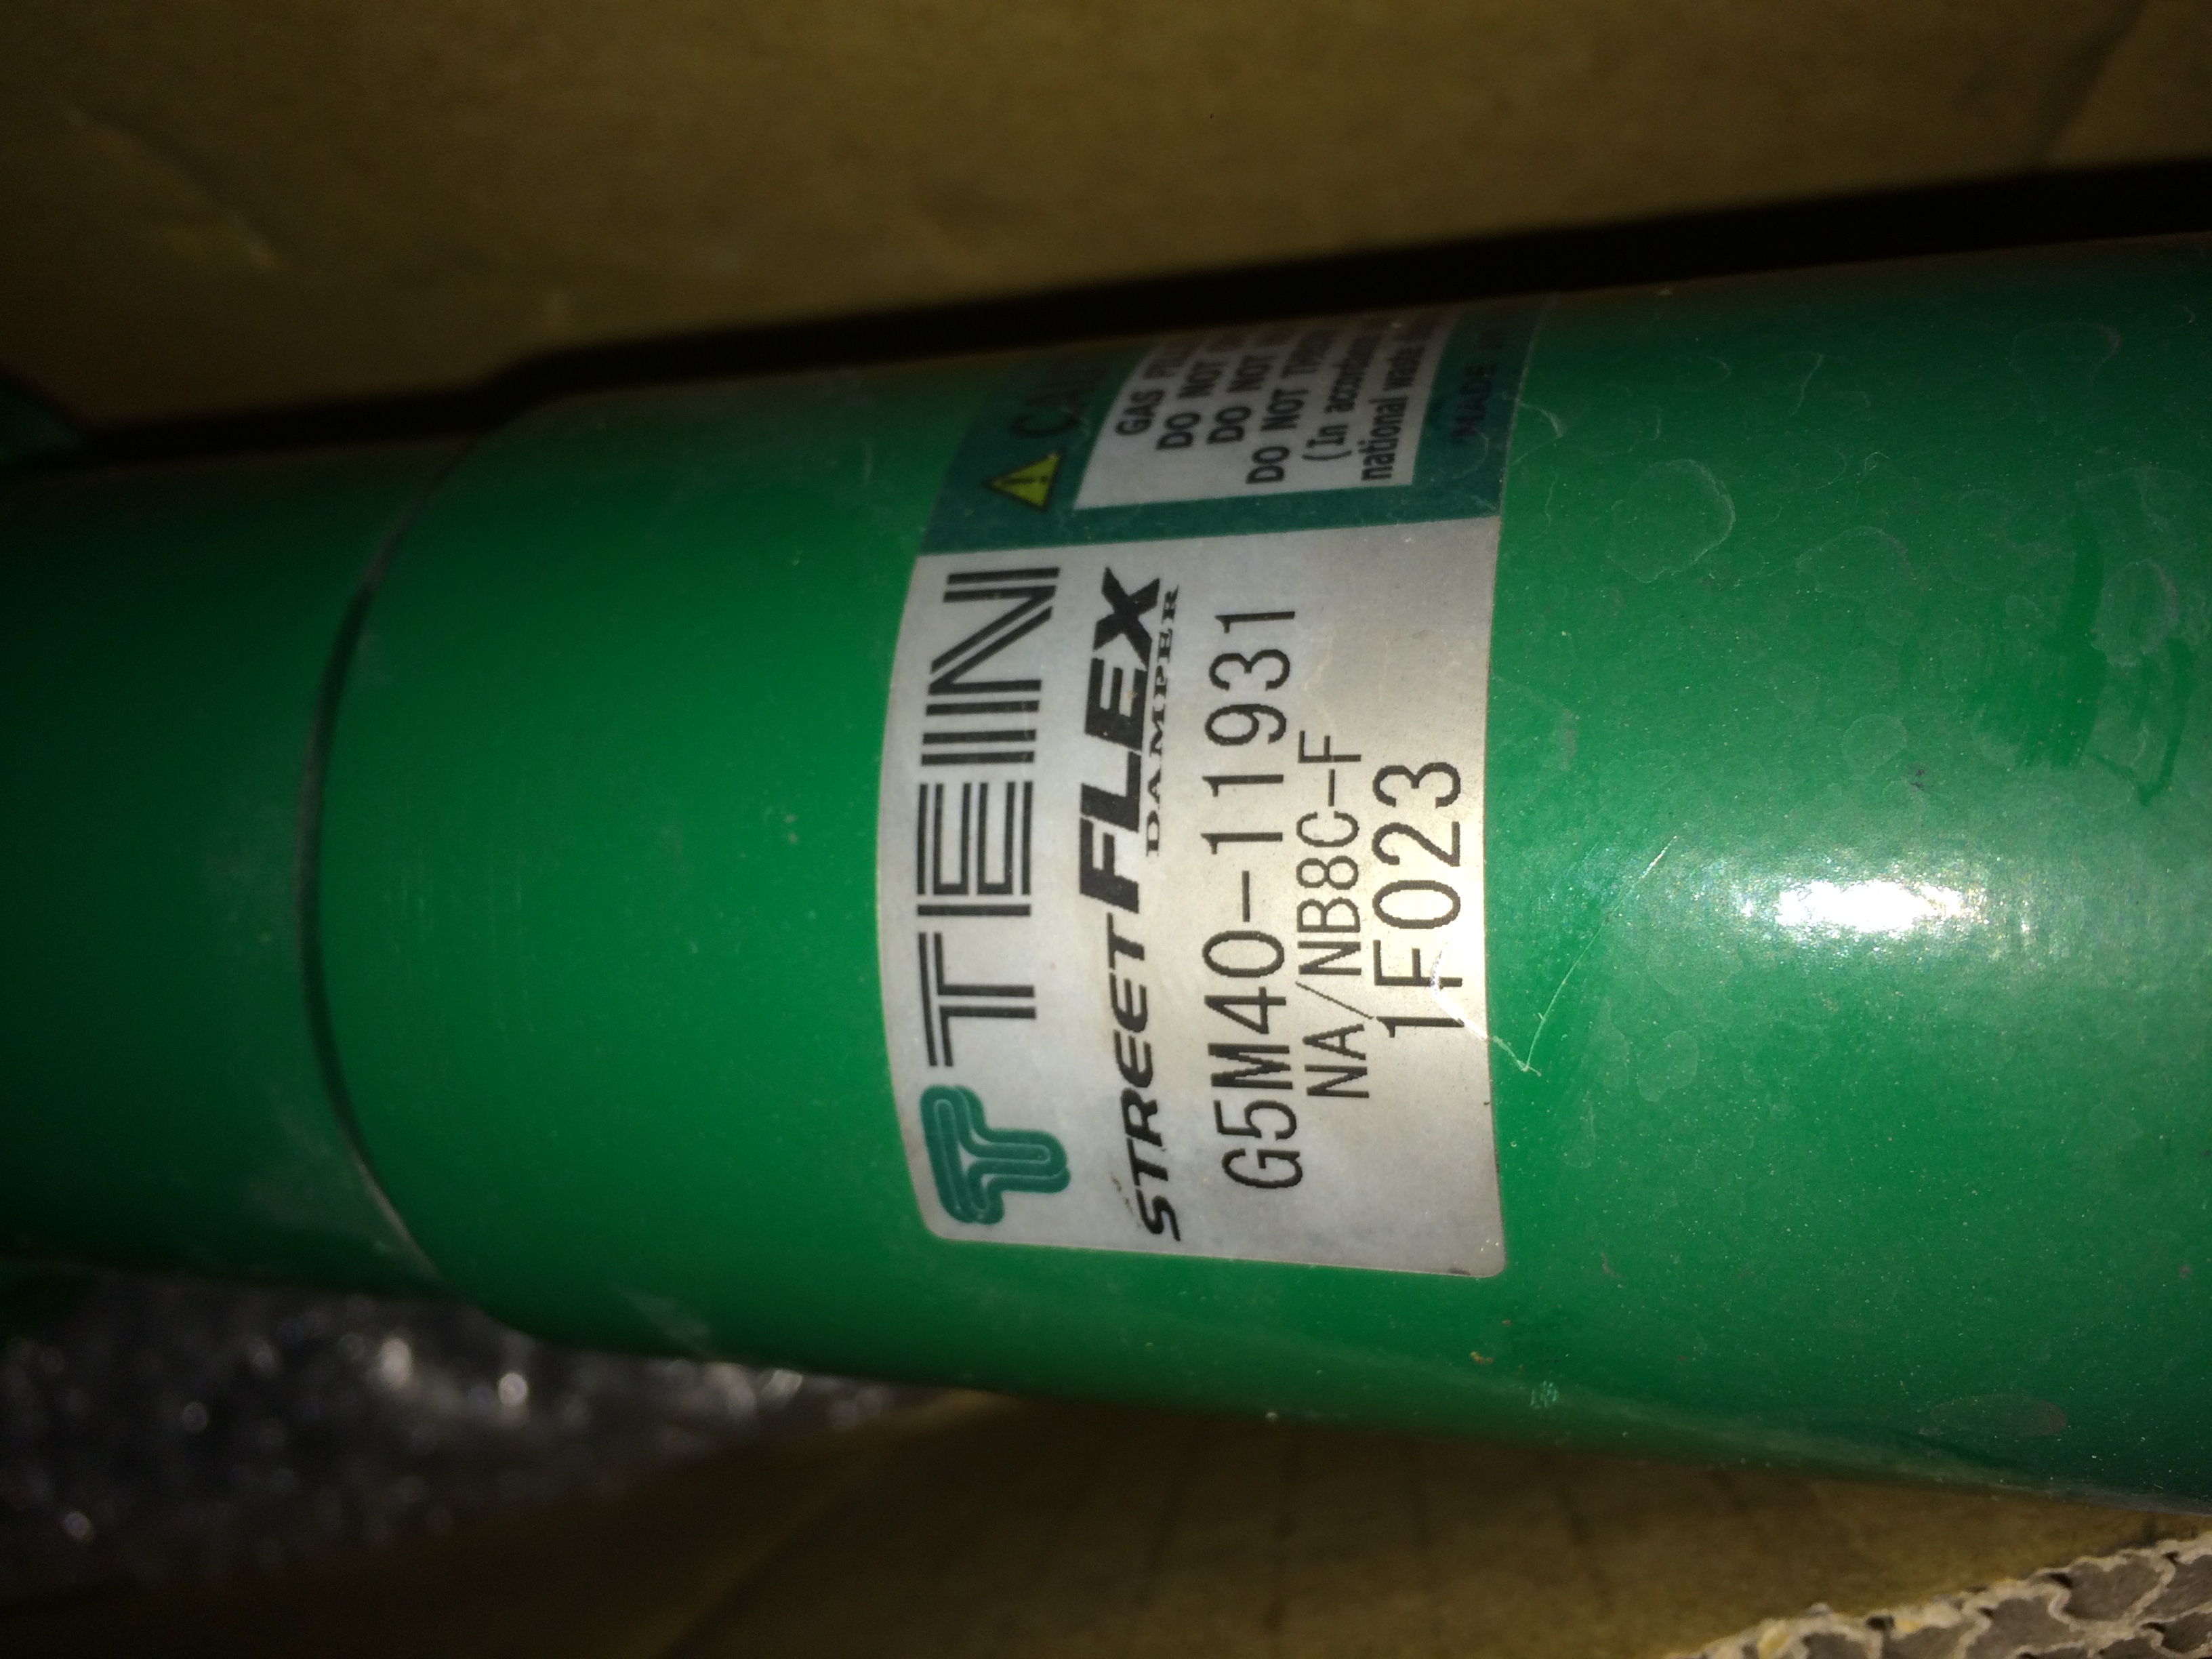 TEIN
STREET FLEX
DAMPER
G5M40-11931
NA/NB8C-F
1F023
GAS
DO NOT
DO NOT
DO NOT
(In
national waste
MADE